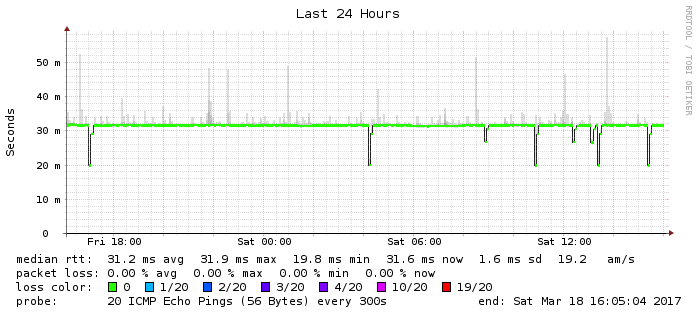 Last 24 Hours
RRDTOOL / TOBI OETIKER
Seconds
50 m
40 m
30 m
20 m
10 m
0
Fri 18:00 Sat 00:00 Sat 06:00 Sat 12:00
median rtt: 31.2 ms avg 31.9 ms max 19.8 ms min 31.6 ms now 1.6 ms sd 19.2 am/s
packet loss: 0.00 % avg 0.00 % max 0.00 % min 0.00 % now
loss color: 0 1/20 2/20 3/20 4/20 10/20 19/20
probe: 20 ICMP Echo Pings (56 Bytes) every 300s end: Sat Mar 18 16:05:04 2017